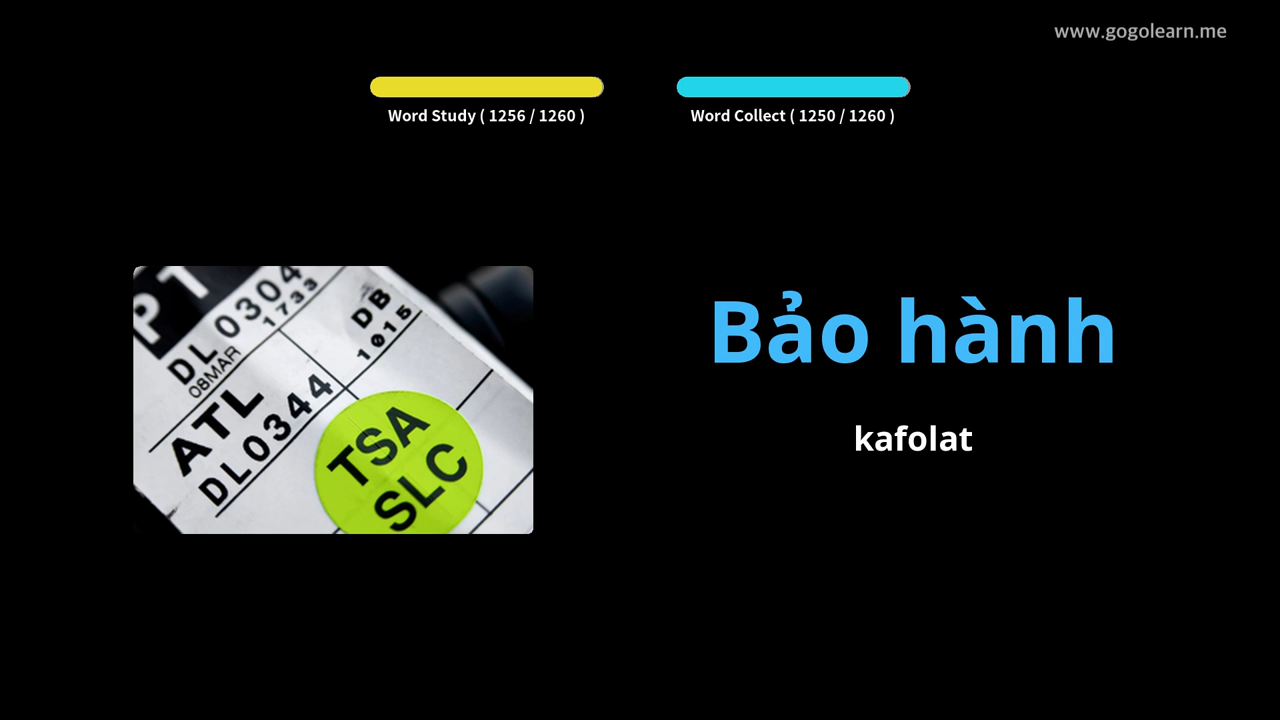 www.gogolearn.me
Word Study ( 1256 / 1260 )
Word Collect ( 1250 / 1260 )
P1
DL0304
1733
08MAR
DB
1015
ATL
DL0344
TSA
SLC
Bảo hành
kafolat